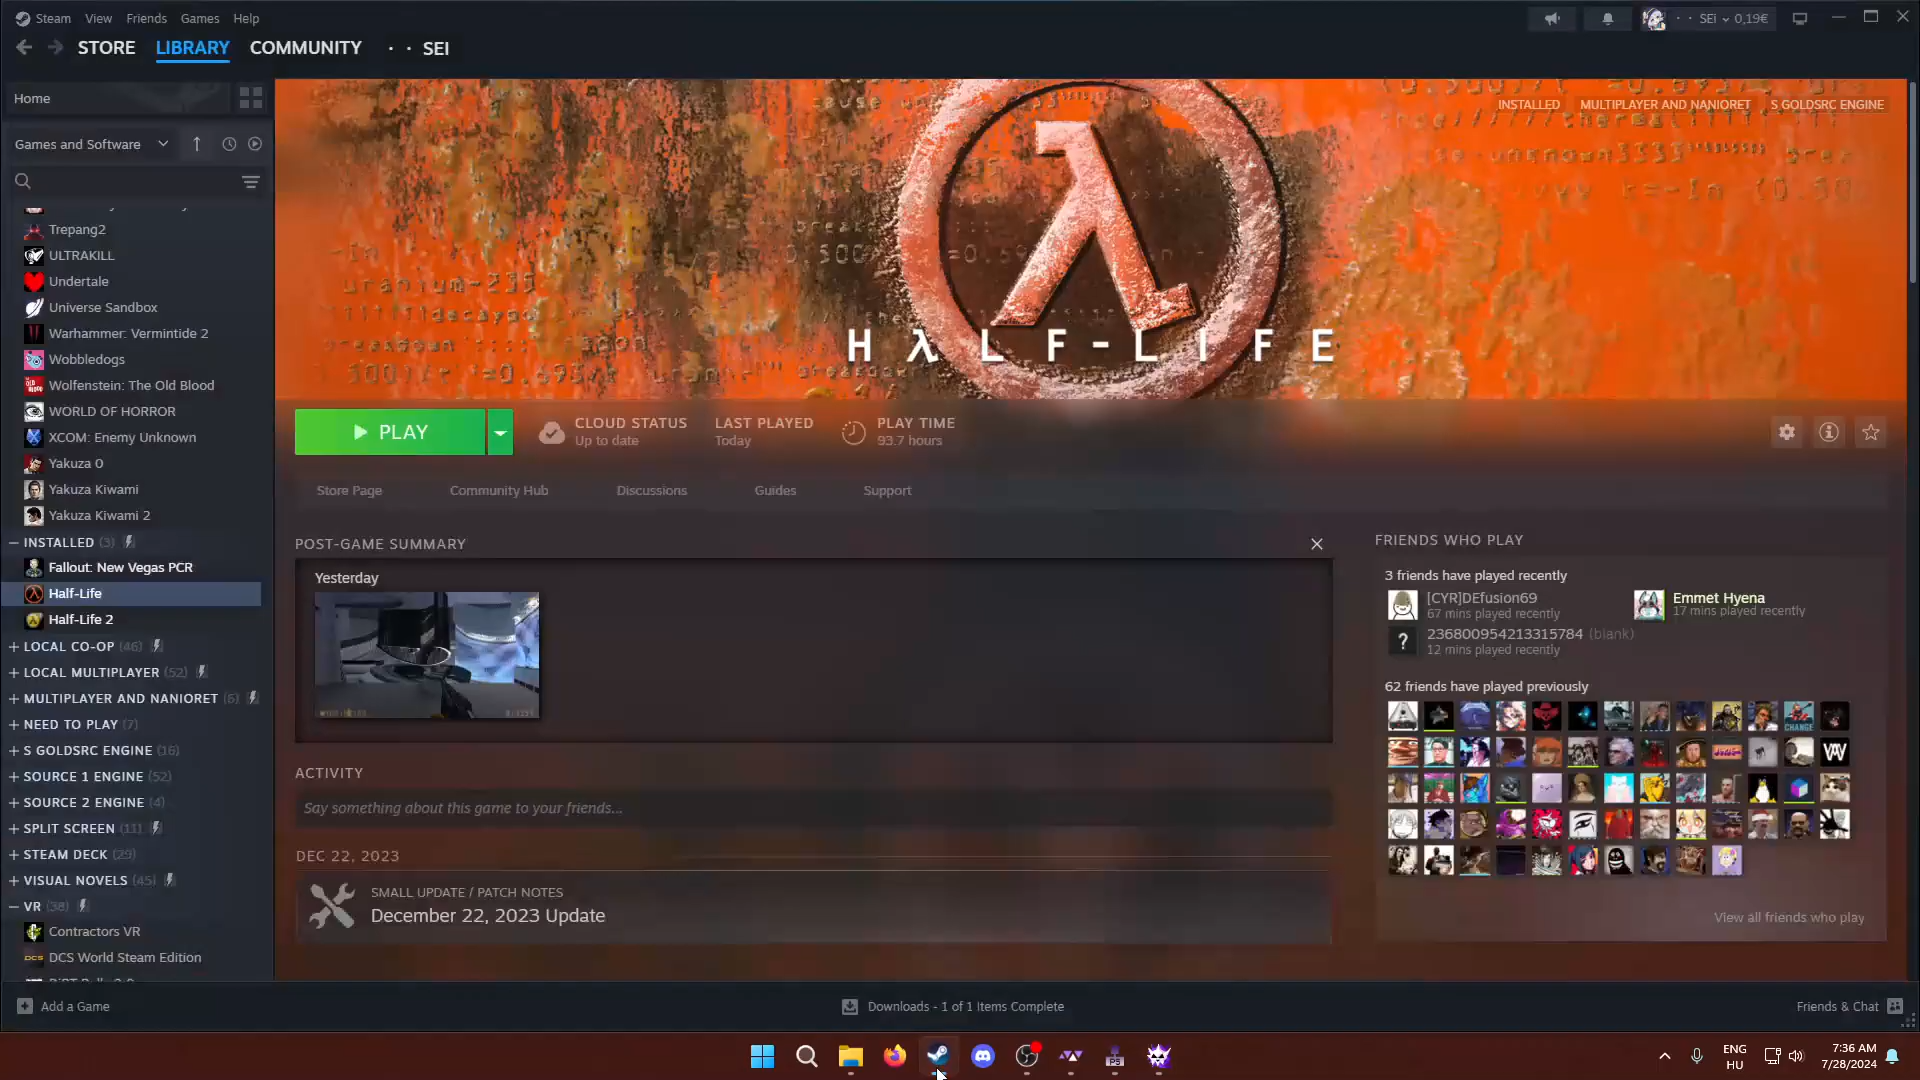 Steam View Friends Games Help
SEI 0,19€
STORE LIBRARY COMMUNITY · · SEI
Home
INSTALLED MULTIPLAYER AND NANIORET S GOLDSRC ENGINE
Games and Software
Trepang2
ULTRAKILL
Undertale
Universe Sandbox
Warhammer: Vermintide 2
Wobbledogs
Wolfenstein: The Old Blood
WORLD OF HORROR
XCOM: Enemy Unknown
Yakuza 0
Yakuza Kiwami
Yakuza Kiwami 2
INSTALLED (3)
Fallout: New Vegas PCR
Half-Life
Half-Life 2
LOCAL CO-OP (46)
LOCAL MULTIPLAYER (52)
MULTIPLAYER AND NANIORET (6)
NEED TO PLAY (7)
S GOLDSRC ENGINE (16)
SOURCE 1 ENGINE (52)
SOURCE 2 ENGINE (4)
SPLIT SCREEN (11)
STEAM DECK (29)
VISUAL NOVELS (45)
VR (38)
Contractors VR
DCS World Steam Edition
HλLF-LIFE
PLAY
CLOUD STATUS
Up to date
LAST PLAYED
Today
PLAY TIME
93.7 hours
Store Page Community Hub Discussions Guides Support
POST-GAME SUMMARY
Yesterday
ACTIVITY
Say something about this game to your friends...
DEC 22, 2023
SMALL UPDATE / PATCH NOTES
December 22, 2023 Update
FRIENDS WHO PLAY
3 friends have played recently
[CYR]DEfusion69
67 mins played recently
Emmet Hyena
17 mins played recently
236800954213315784 (blank)
12 mins played recently
62 friends have played previously
View all friends who play
Add a Game
Downloads - 1 of 1 Items Complete
Friends & Chat
ENG
HU
7:36 AM
7/28/2024